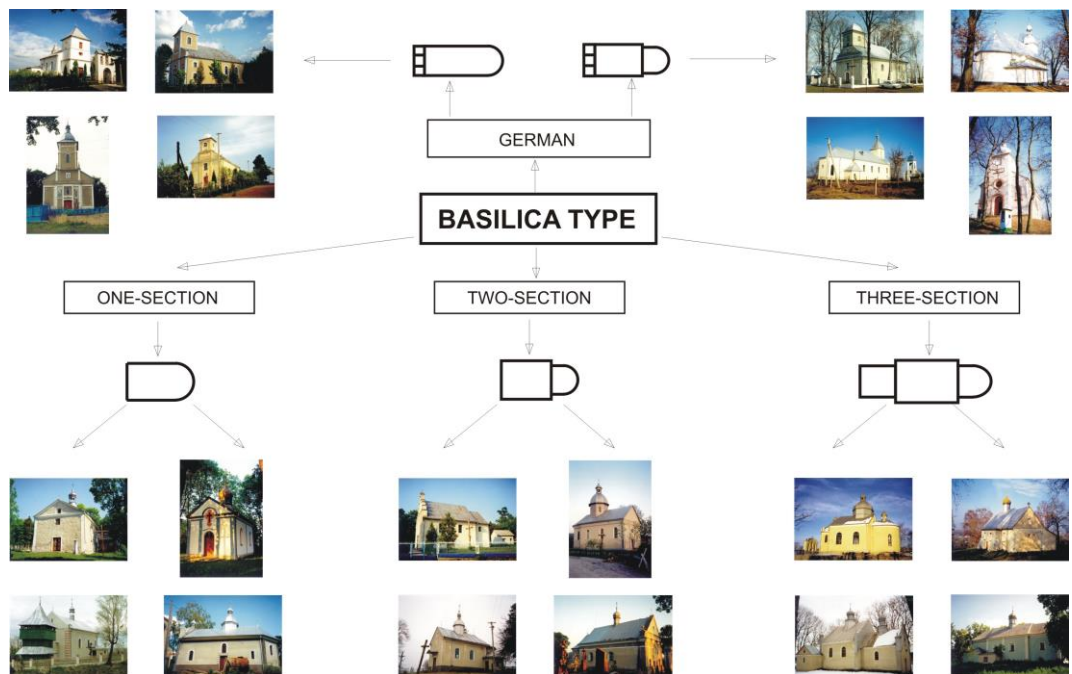 GERMAN
BASILICA TYPE
ONE-SECTION
TWO-SECTION
THREE-SECTION